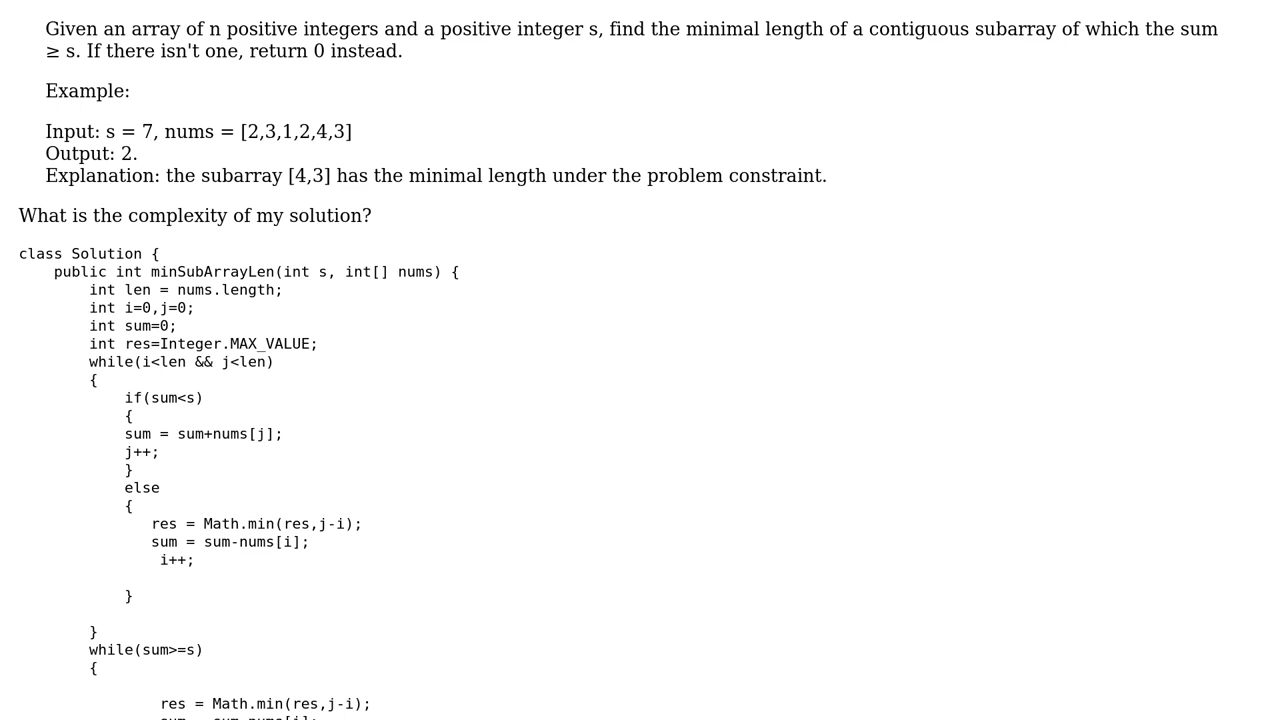 Given an array of n positive integers and a positive integer s, find the minimal length of a contiguous subarray of which the sum
≥ s. If there isn't one, return 0 instead.
Example:
Input: s = 7, nums = [2,3,1,2,4,3]
Output: 2.
Explanation: the subarray [4,3] has the minimal length under the problem constraint.
What is the complexity of my solution?
class Solution {
    public int minSubArrayLen(int s, int[] nums) {
        int len = nums.length;
        int i=0,j=0;
        int sum=0;
        int res=Integer.MAX_VALUE;
        while(i<len && j<len)
        {
            if(sum<s)
            {
            sum = sum+nums[j];
            j++;
            }
            else
            {
               res = Math.min(res,j-i);
               sum = sum-nums[i];
                i++;
            }
        }
        while(sum>=s)
        {
                res = Math.min(res,j-i);